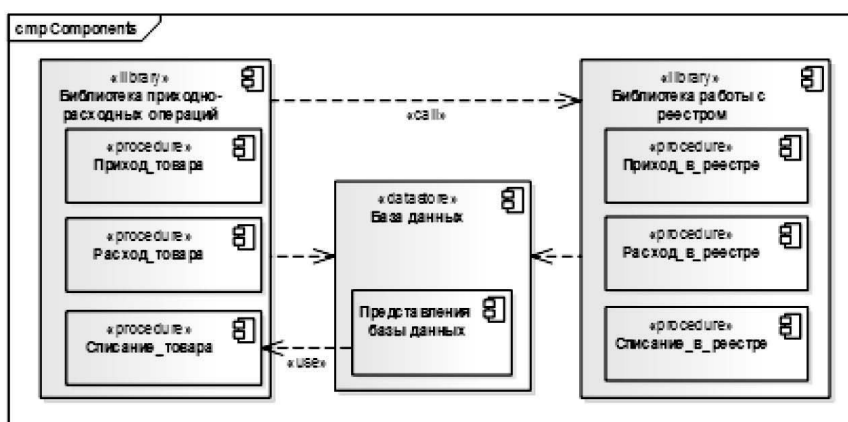 cmp Components
«library»
Библиотека приходно-
расходных операций
«procedure»
Приход_товара
«procedure»
Расход_товара
«procedure»
Списание_товара
«call»
«datastore»
База данных
Представления
базы данных
«use»
«library»
Библиотека работы с
реестром
«procedure»
Приход_в_реестре
«procedure»
Расход_в_реестре
«procedure»
Списание_в_реестре